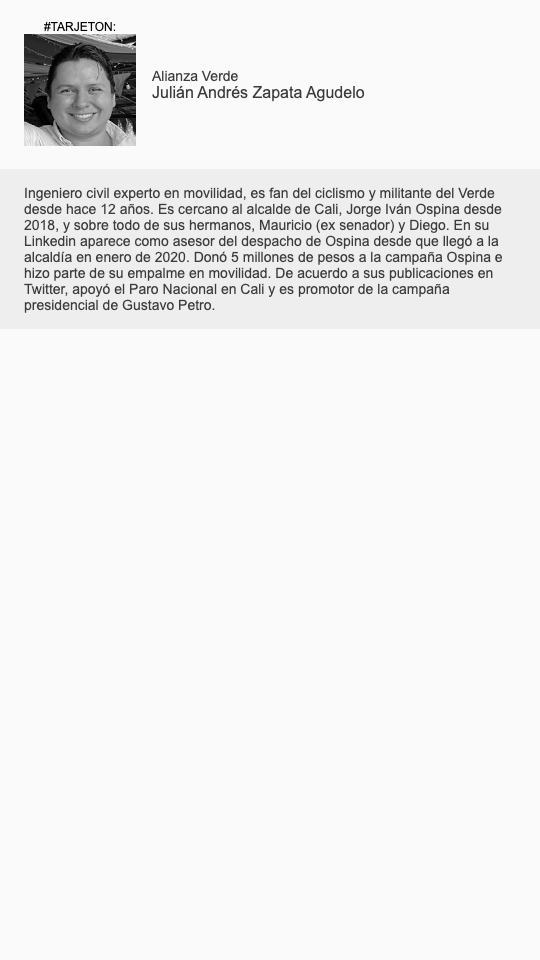 #TARJETON:
Alianza Verde
Julián Andrés Zapata Agudelo
Ingeniero civil experto en movilidad, es fan del ciclismo y militante del Verde
desde hace 12 años. Es cercano al alcalde de Cali, Jorge Iván Ospina desde
2018, y sobre todo de sus hermanos, Mauricio (ex senador) y Diego. En su
Linkedin aparece como asesor del despacho de Ospina desde que llegó a la
alcaldía en enero de 2020. Donó 5 millones de pesos a la campaña Ospina e
hizo parte de su empalme en movilidad. De acuerdo a sus publicaciones en
Twitter, apoyó el Paro Nacional en Cali y es promotor de la campaña
presidencial de Gustavo Petro.